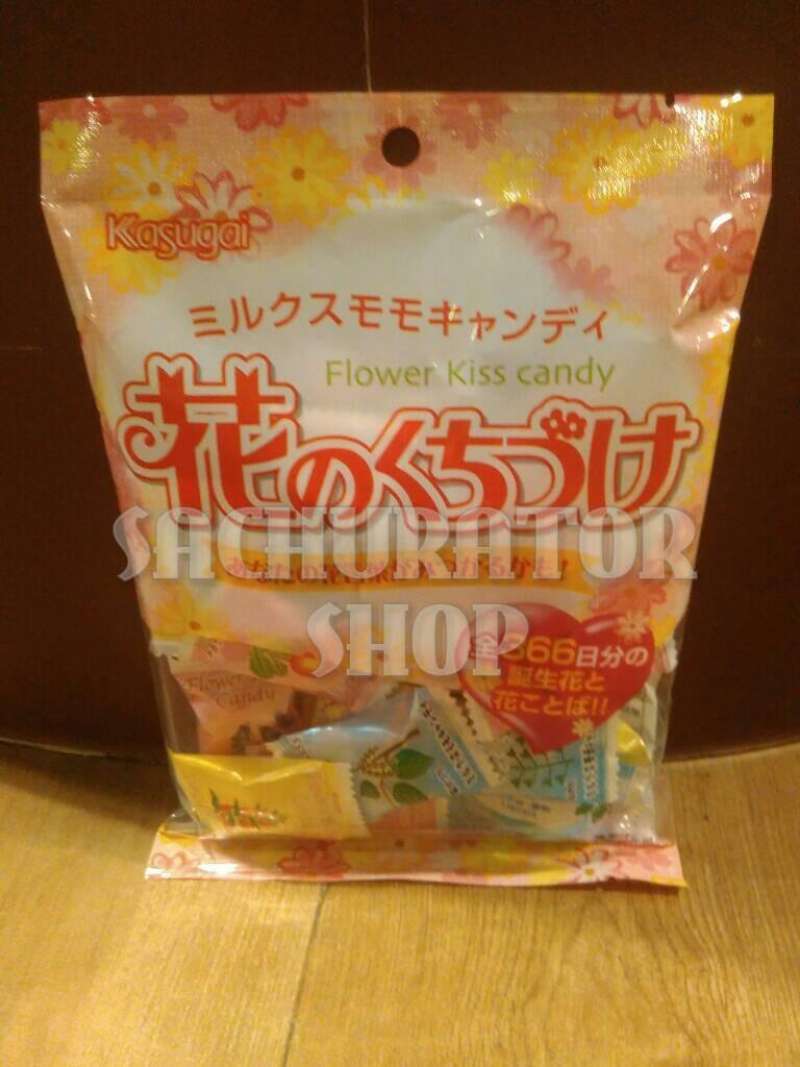 Kasugai
ミルクスモモキャンディ
Flower Kiss candy
花のくちづけ
SACHURATOR
SHOP
全366日分の
誕生花と
花ことば!!
Flower
Candy